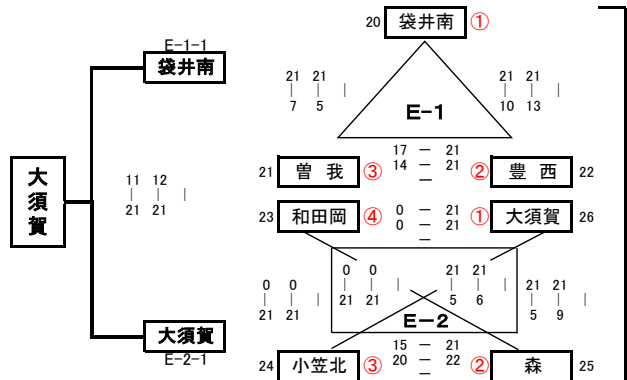 20 袋井南 ①
E-1-1
袋井南
21 21
| | |
7 5
21 21
| | |
10 13
E-1
17 － 21
14 － 21
－
21 曽 我 ③
② 豊 西 22
大須賀
11 12
| | |
21 21
23 和田岡 ④
0 － 21
0 － 21
－
① 大須賀 26
0 0
| | |
21 21
0 0
| | |
21 21
21 21
| |
5 6
21 21
| | |
5 9
E－2
大須賀
E-2-1
15 － 21
20 － 22
－
24 小笠北 ③
② 森 25